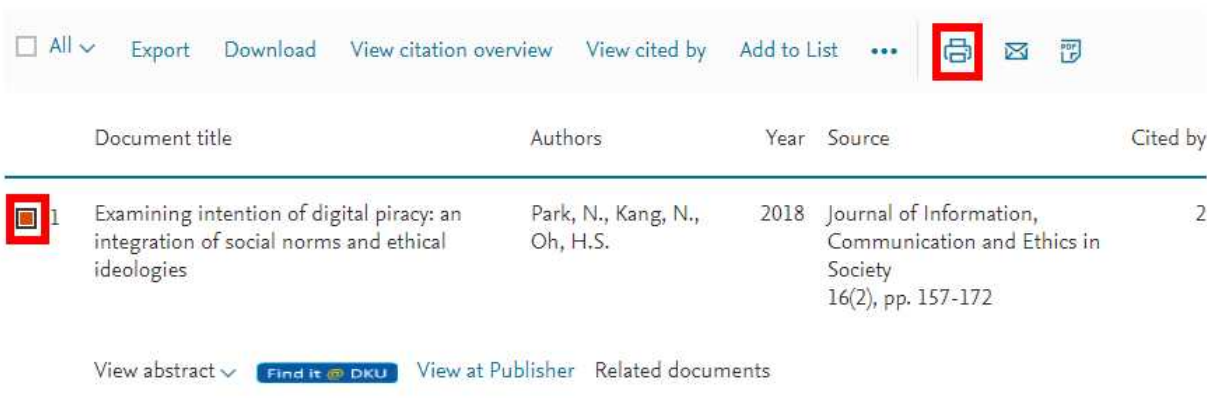 All Export Download View citation overview View cited by Add to List ••• PDF
Document title Authors Year Source Cited by
1 Examining intention of digital piracy: an Park, N., Kang, N., 2018 Journal of Information, 2
integration of social norms and ethical Oh, H.S. Communication and Ethics in
ideologies Society
16(2), pp. 157-172
View abstract Find it @ DKU View at Publisher Related documents